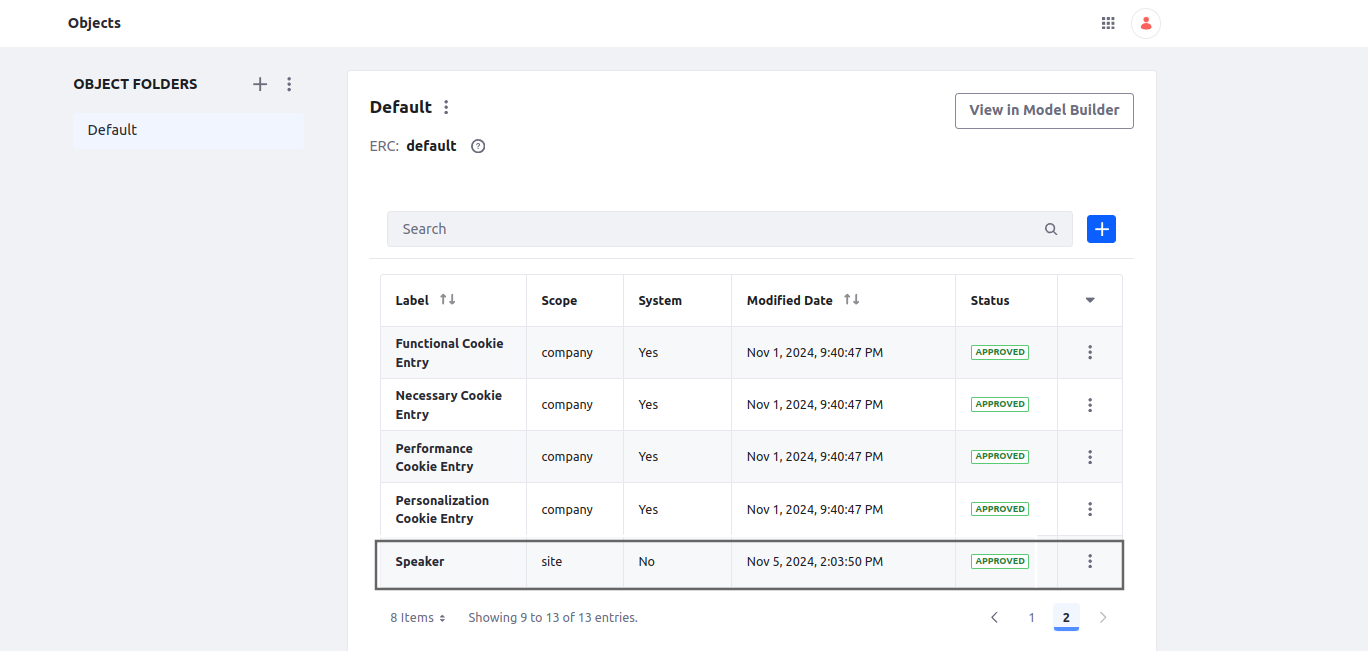 Objects
OBJECT FOLDERS
Default
Default
View in Model Builder
ERC: default
Search
Label Scope System Modified Date Status
Functional Cookie
Entry
company Yes Nov 1, 2024, 9:40:47 PM APPROVED
Necessary Cookie
Entry
company Yes Nov 1, 2024, 9:40:47 PM APPROVED
Performance
Cookie Entry
company Yes Nov 1, 2024, 9:40:47 PM APPROVED
Personalization
Cookie Entry
company Yes Nov 1, 2024, 9:40:47 PM APPROVED
Speaker site No Nov 5, 2024, 2:03:50 PM APPROVED
8 Items Showing 9 to 13 of 13 entries. 1 2